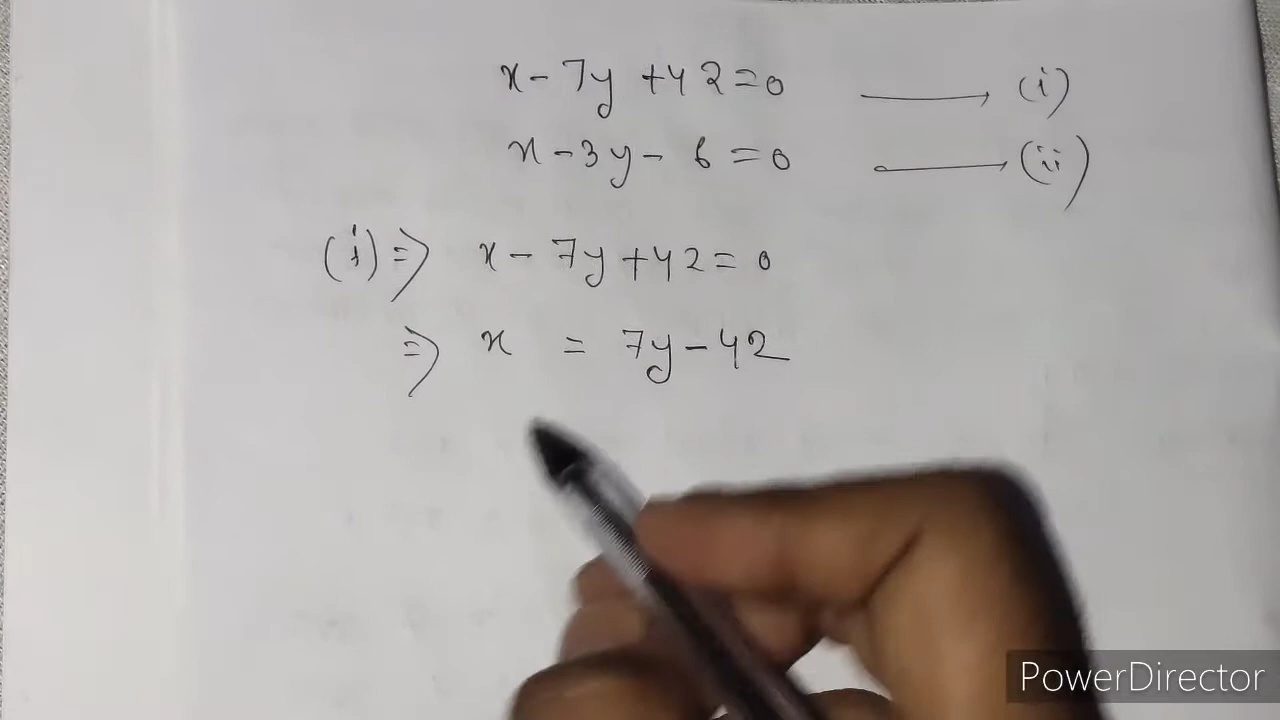 x - 7y + 42 = 0 ⟶ (i)
x - 3y - 6 = 0 ⟶ (ii)
(i) ⇒ x - 7y + 42 = 0
⇒ x = 7y - 42
PowerDirector